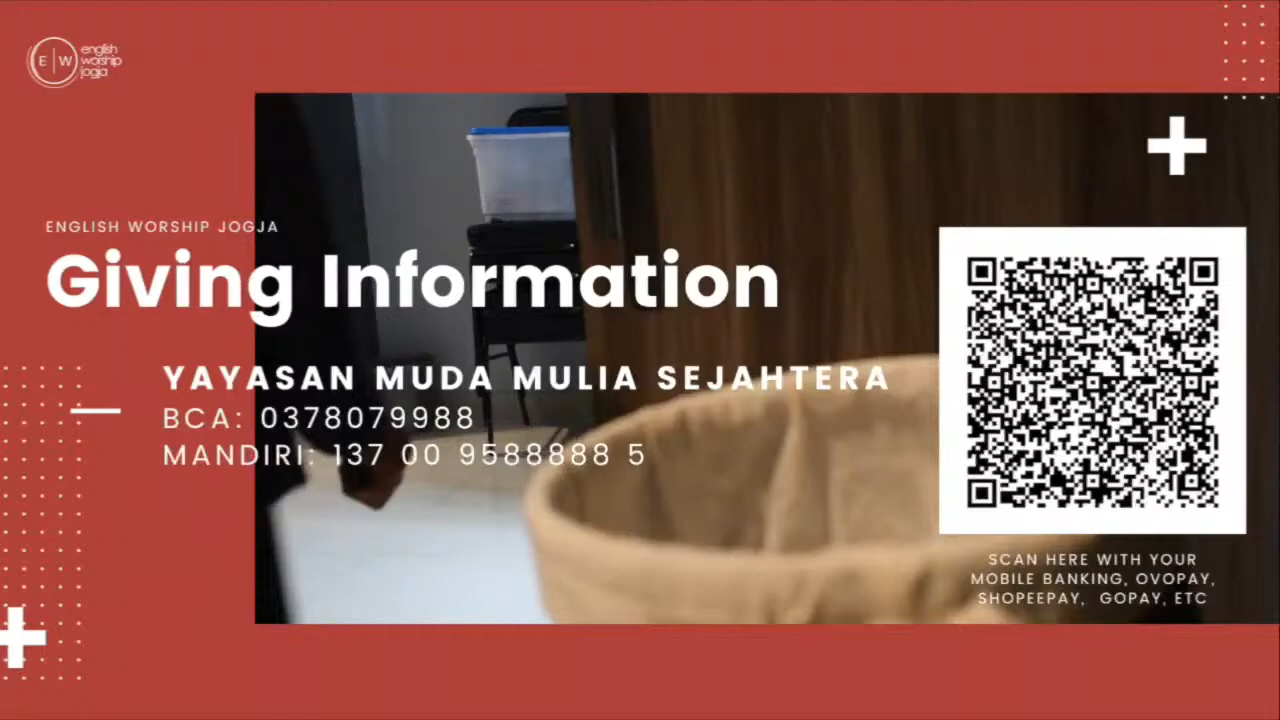 E W
english
worship
jogja
ENGLISH WORSHIP JOGJA
Giving Information
YAYASAN MUDA MULIA SEJAHTERA
BCA: 0378079988
MANDIRI: 137 00 9588888 5
SCAN HERE WITH YOUR
MOBILE BANKING, OVOPAY,
SHOPEEPAY, GOPAY, ETC